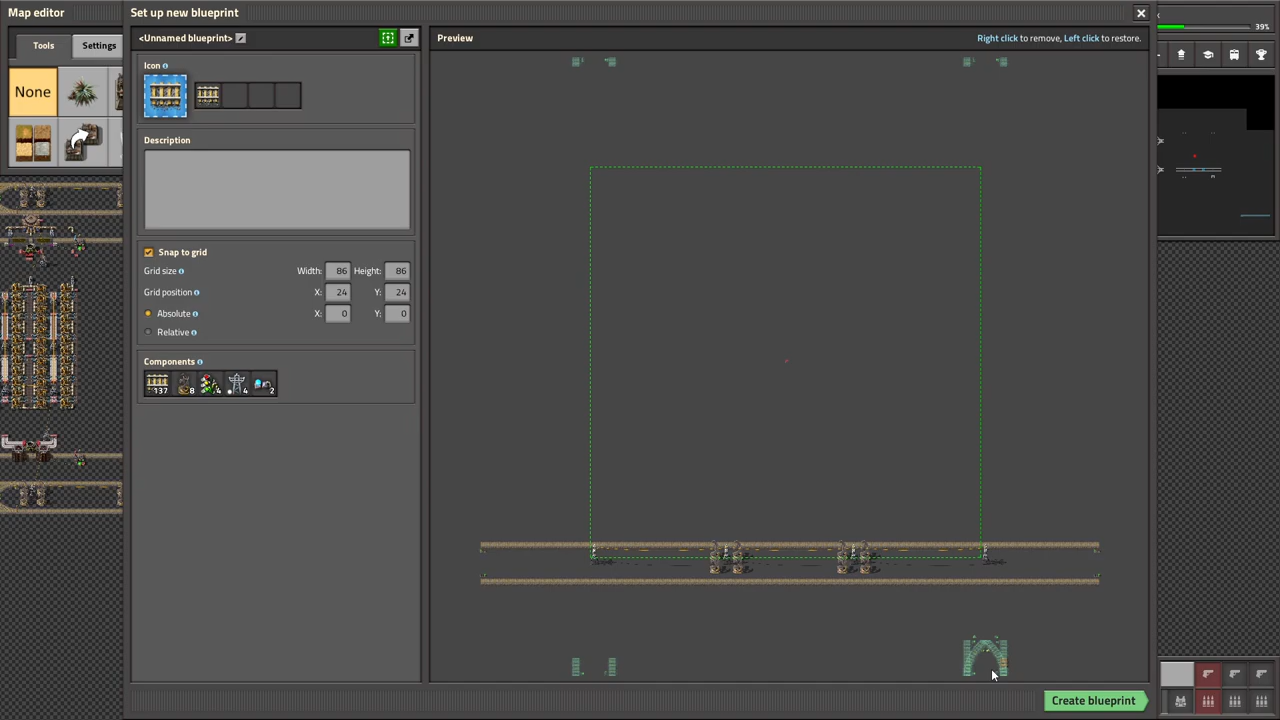 Map editor
Tools
Settings
None
Set up new blueprint
<Unnamed blueprint>
Icon
Description
Snap to grid
Grid size
Width: 86 Height: 86
Grid position
X: 24 Y: 24
Absolute
X: 0 Y: 0
Relative
Components
137 8 4 4 2
Preview
Right click to remove, Left click to restore.
Create blueprint
39%